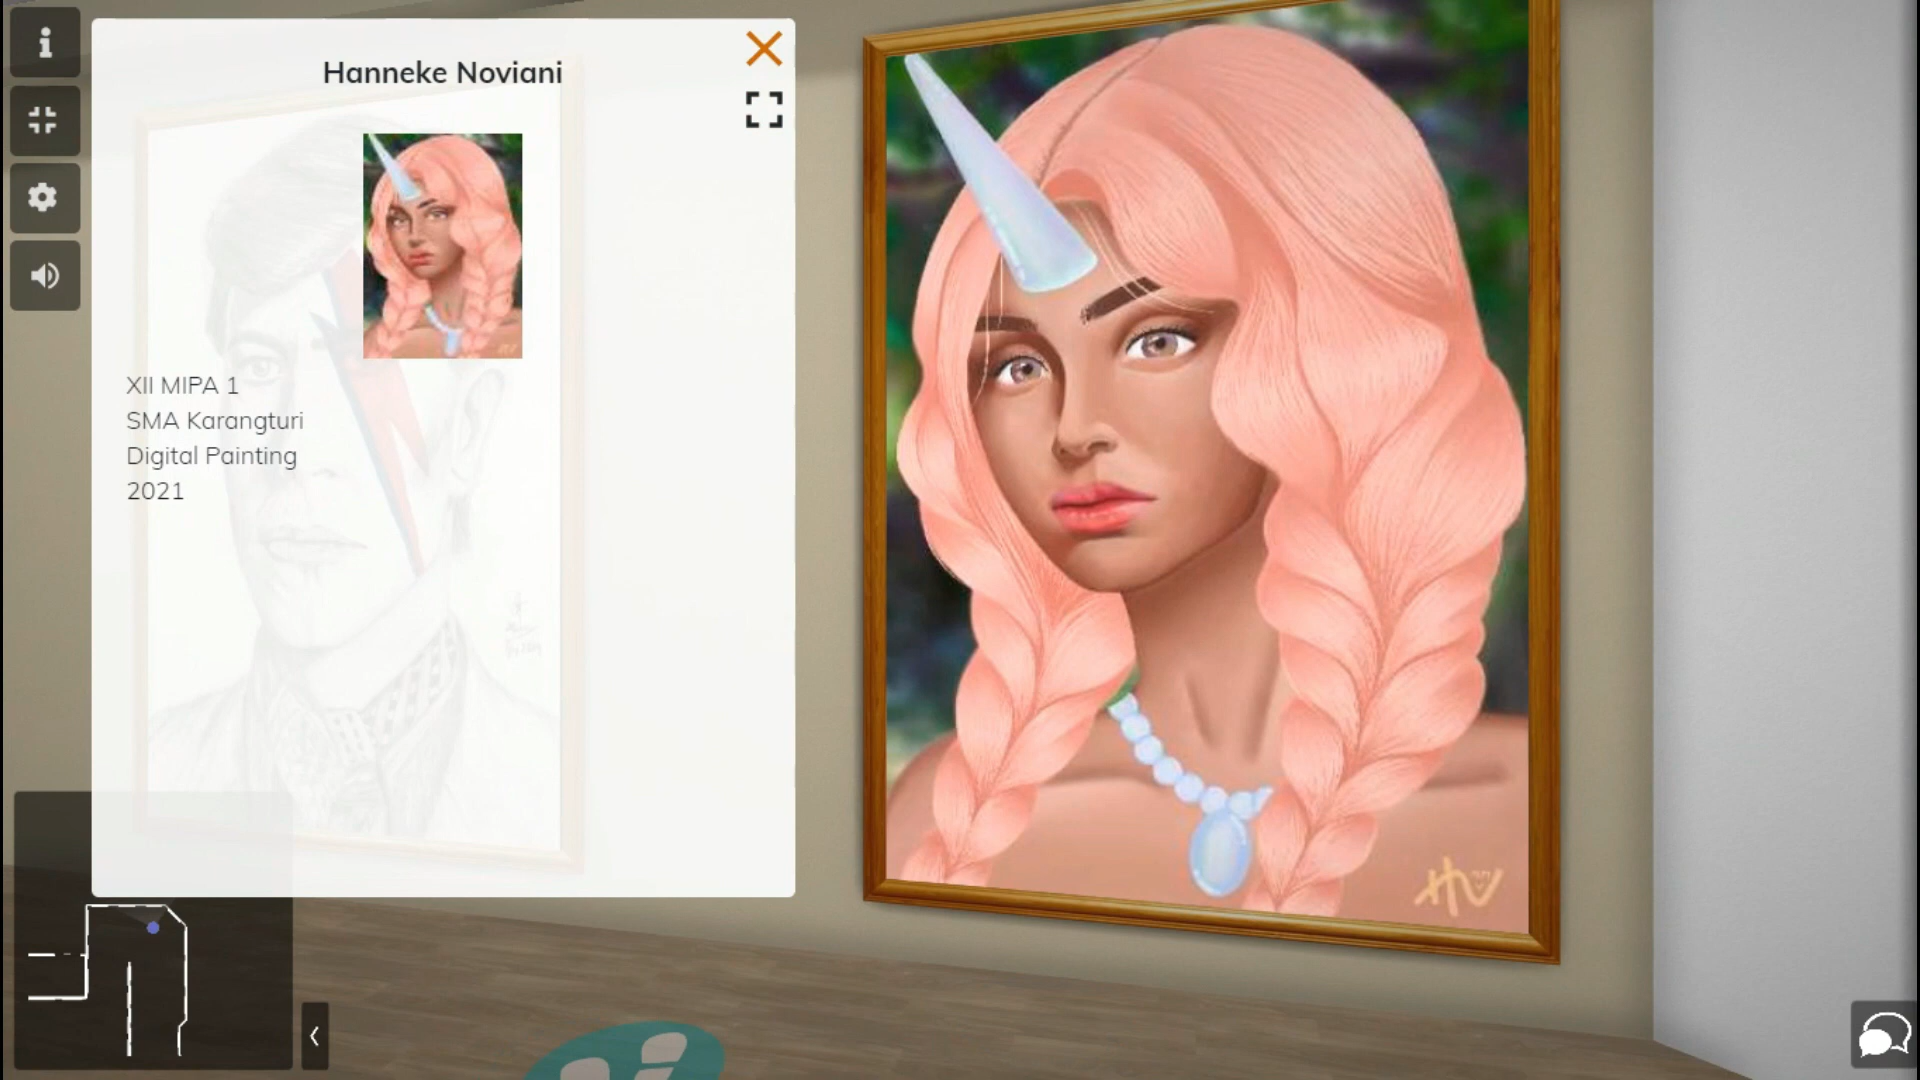 Hanneke Noviani
XII MIPA 1
SMA Karangturi
Digital Painting
2021